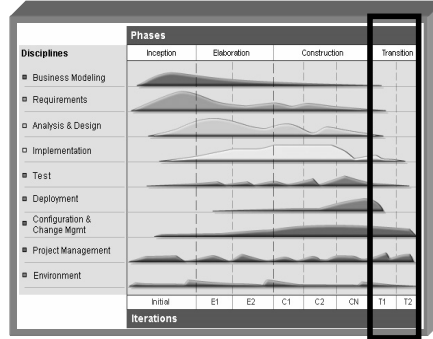 Phases
Disciplines
Inception Elaboration Construction Transition
Business Modeling
Requirements
Analysis & Design
Implementation
Test
Deployment
Configuration &
Change Mgmt
Project Management
Environment
Initial E1 E2 C1 C2 CN T1 T2
Iterations